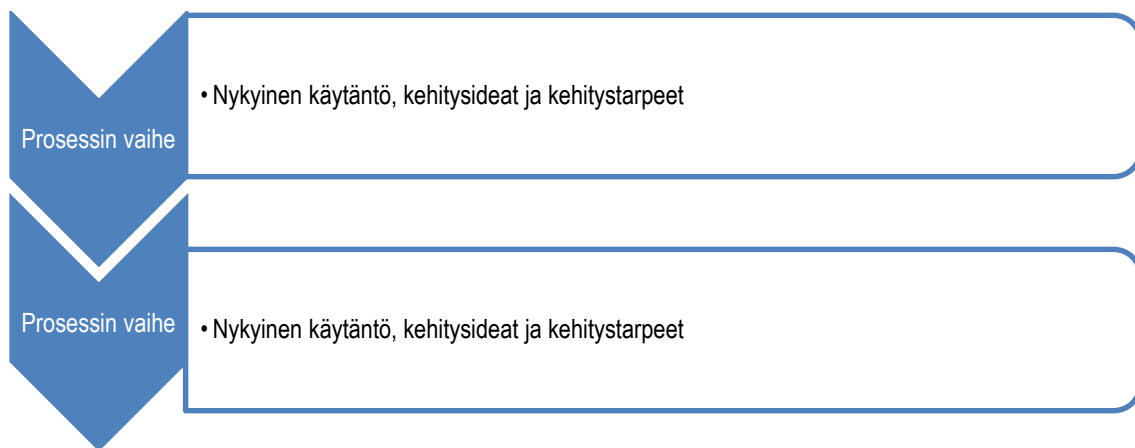 Prosessin vaihe
• Nykyinen käytäntö, kehitysideat ja kehitystarpeet
Prosessin vaihe
• Nykyinen käytäntö, kehitysideat ja kehitystarpeet